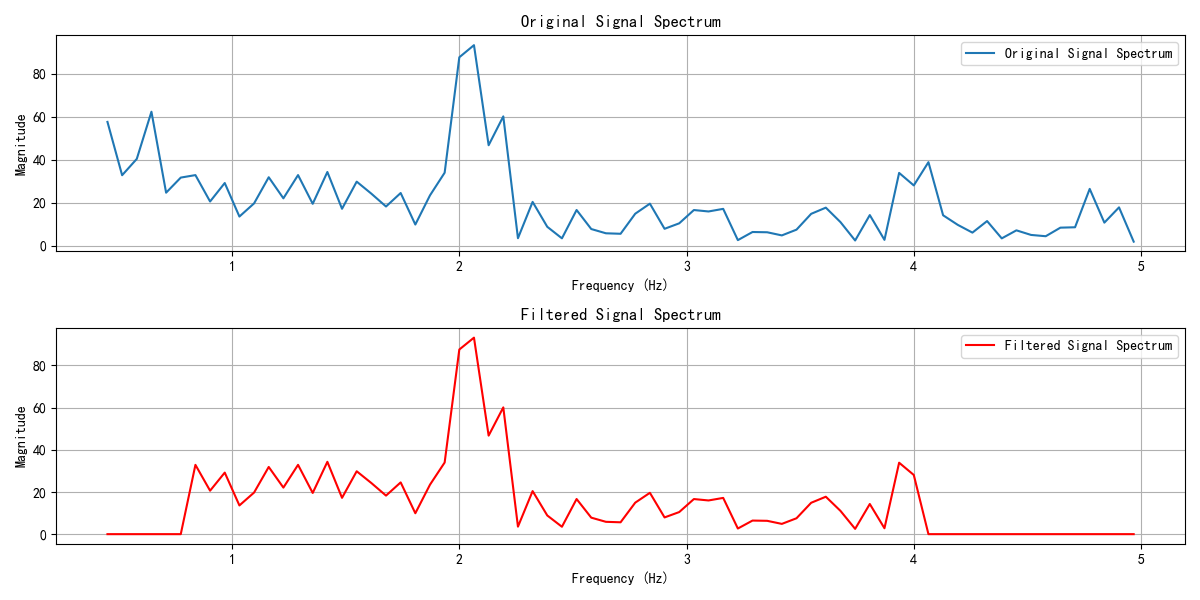 Original Signal Spectrum
Original Signal Spectrum
Magnitude
80
60
40
20
0
1 2 3 4 5
Frequency (Hz)
Filtered Signal Spectrum
Filtered Signal Spectrum
Magnitude
80
60
40
20
0
1 2 3 4 5
Frequency (Hz)